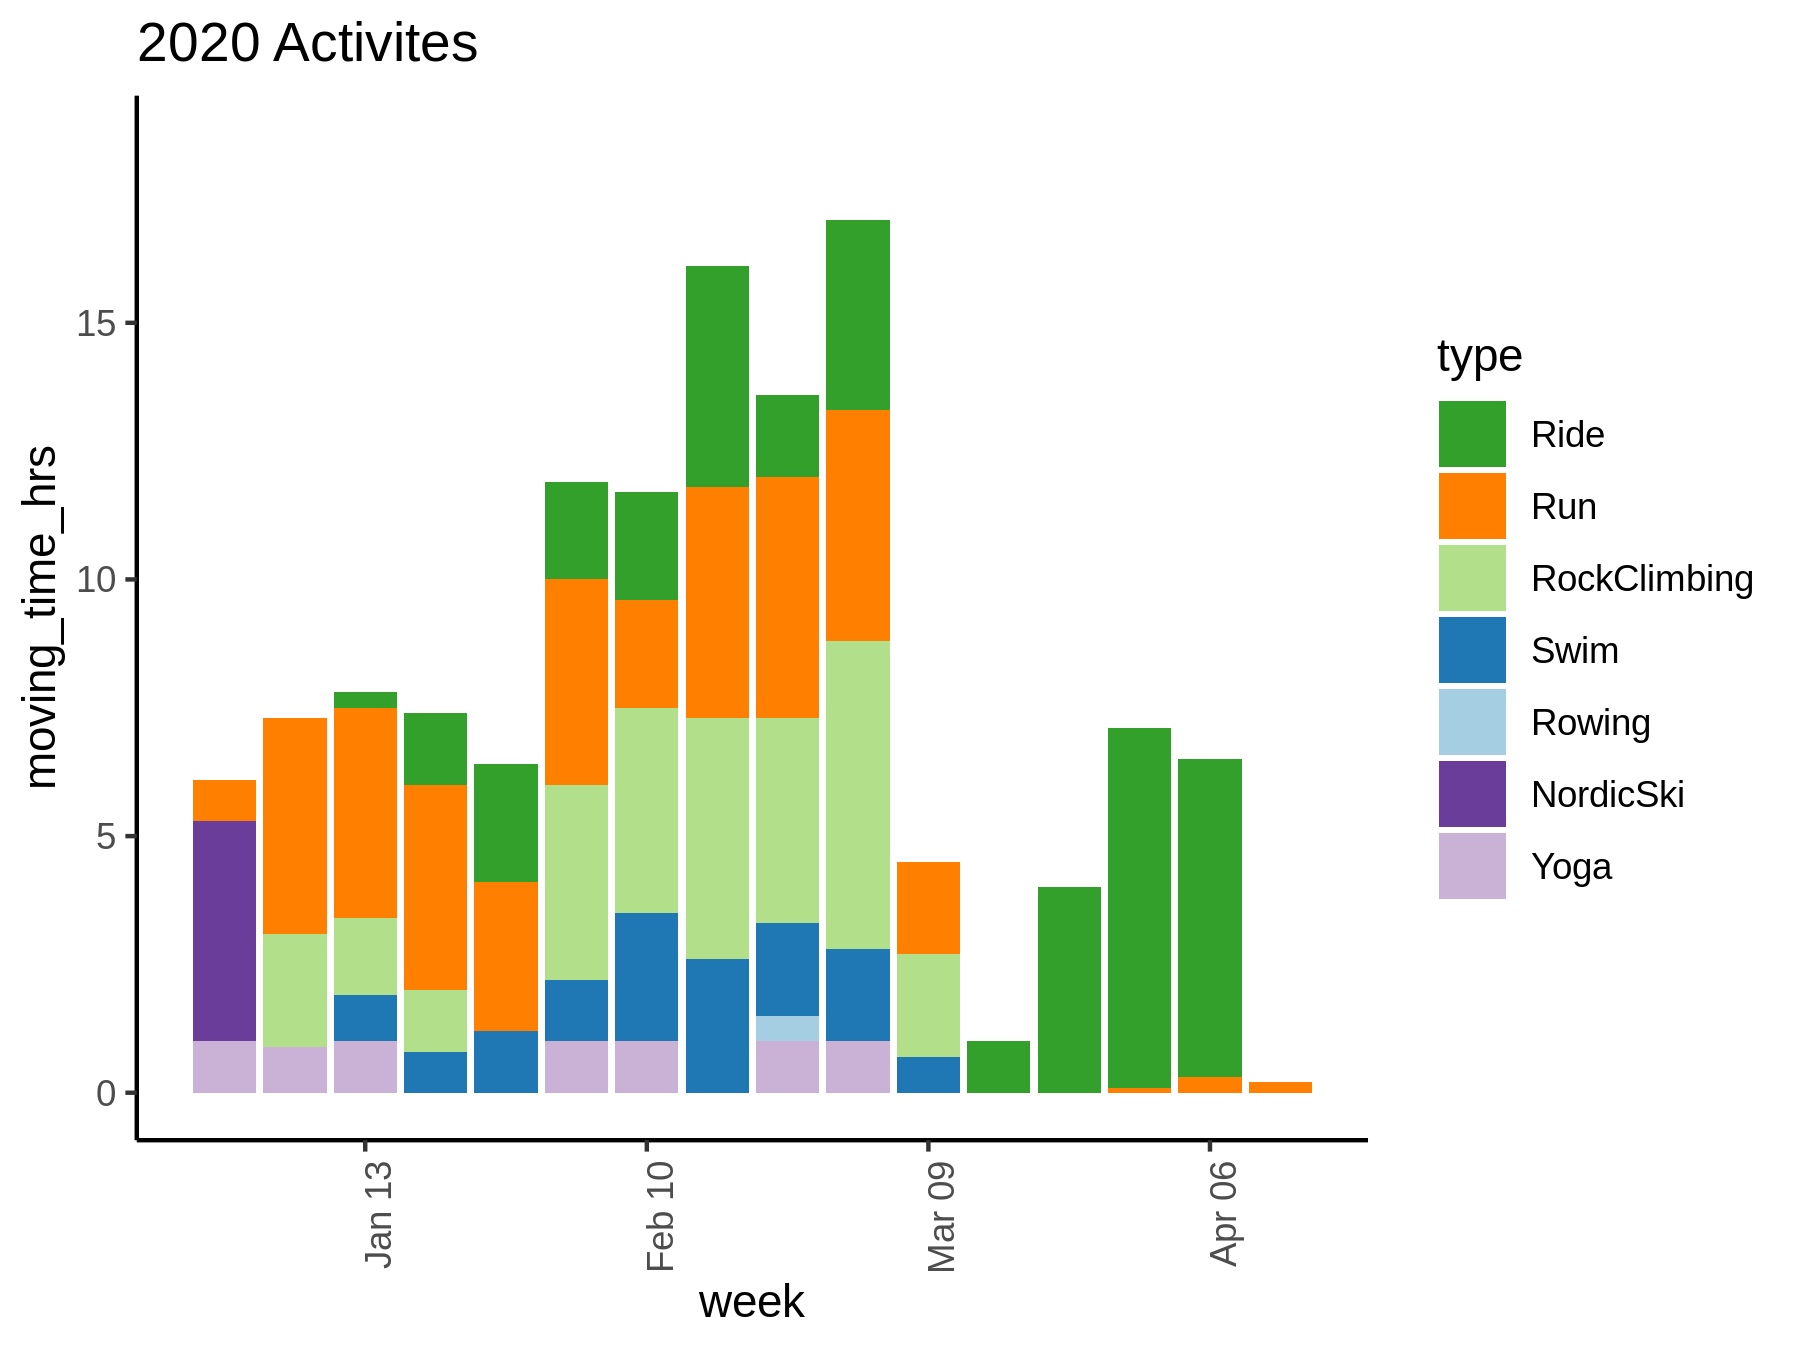 2020 Activites
moving_time_hrs
15
10
5
0
Jan 13
Feb 10
Mar 09
Apr 06
week
type
Ride
Run
RockClimbing
Swim
Rowing
NordicSki
Yoga